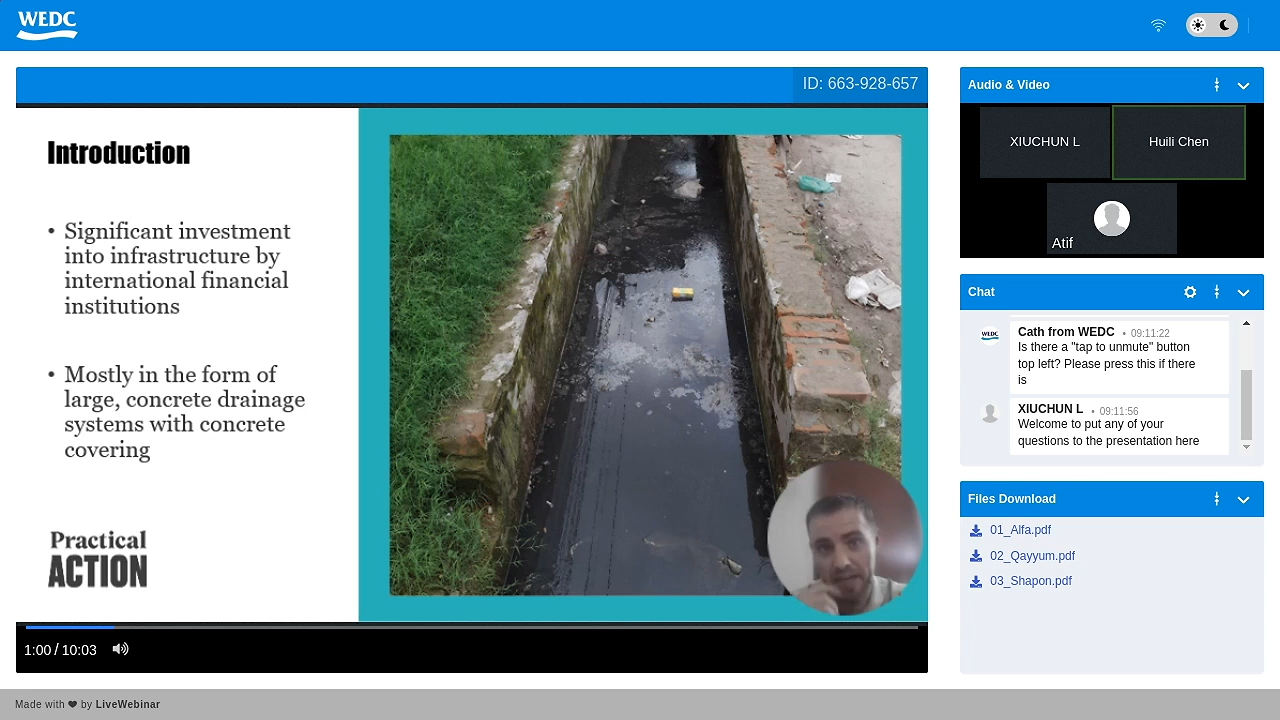 WEDC
ID: 663-928-657
Introduction
• Significant investment
into infrastructure by
international financial
institutions
• Mostly in the form of
large, concrete drainage
systems with concrete
covering
Practical
ACTION
1:00 / 10:03
Audio & Video
XIUCHUN L
Huili Chen
Atif
Chat
WEDC
Cath from WEDC • 09:11:22
Is there a "tap to unmute" button
top left? Please press this if there
is
XIUCHUN L • 09:11:56
Welcome to put any of your
questions to the presentation here
Files Download
01_Alfa.pdf
02_Qayyum.pdf
03_Shapon.pdf
Made with ❤ by LiveWebinar